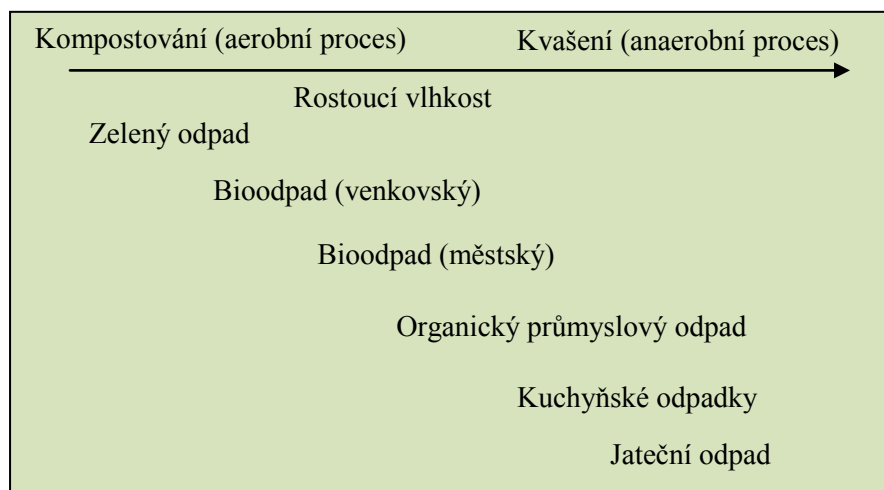 Kompostování (aerobní proces) Kvašení (anaerobní proces)
Rostoucí vlhkost
Zelený odpad
Bioodpad (venkovský)
Bioodpad (městský)
Organický průmyslový odpad
Kuchyňské odpadky
Jateční odpad